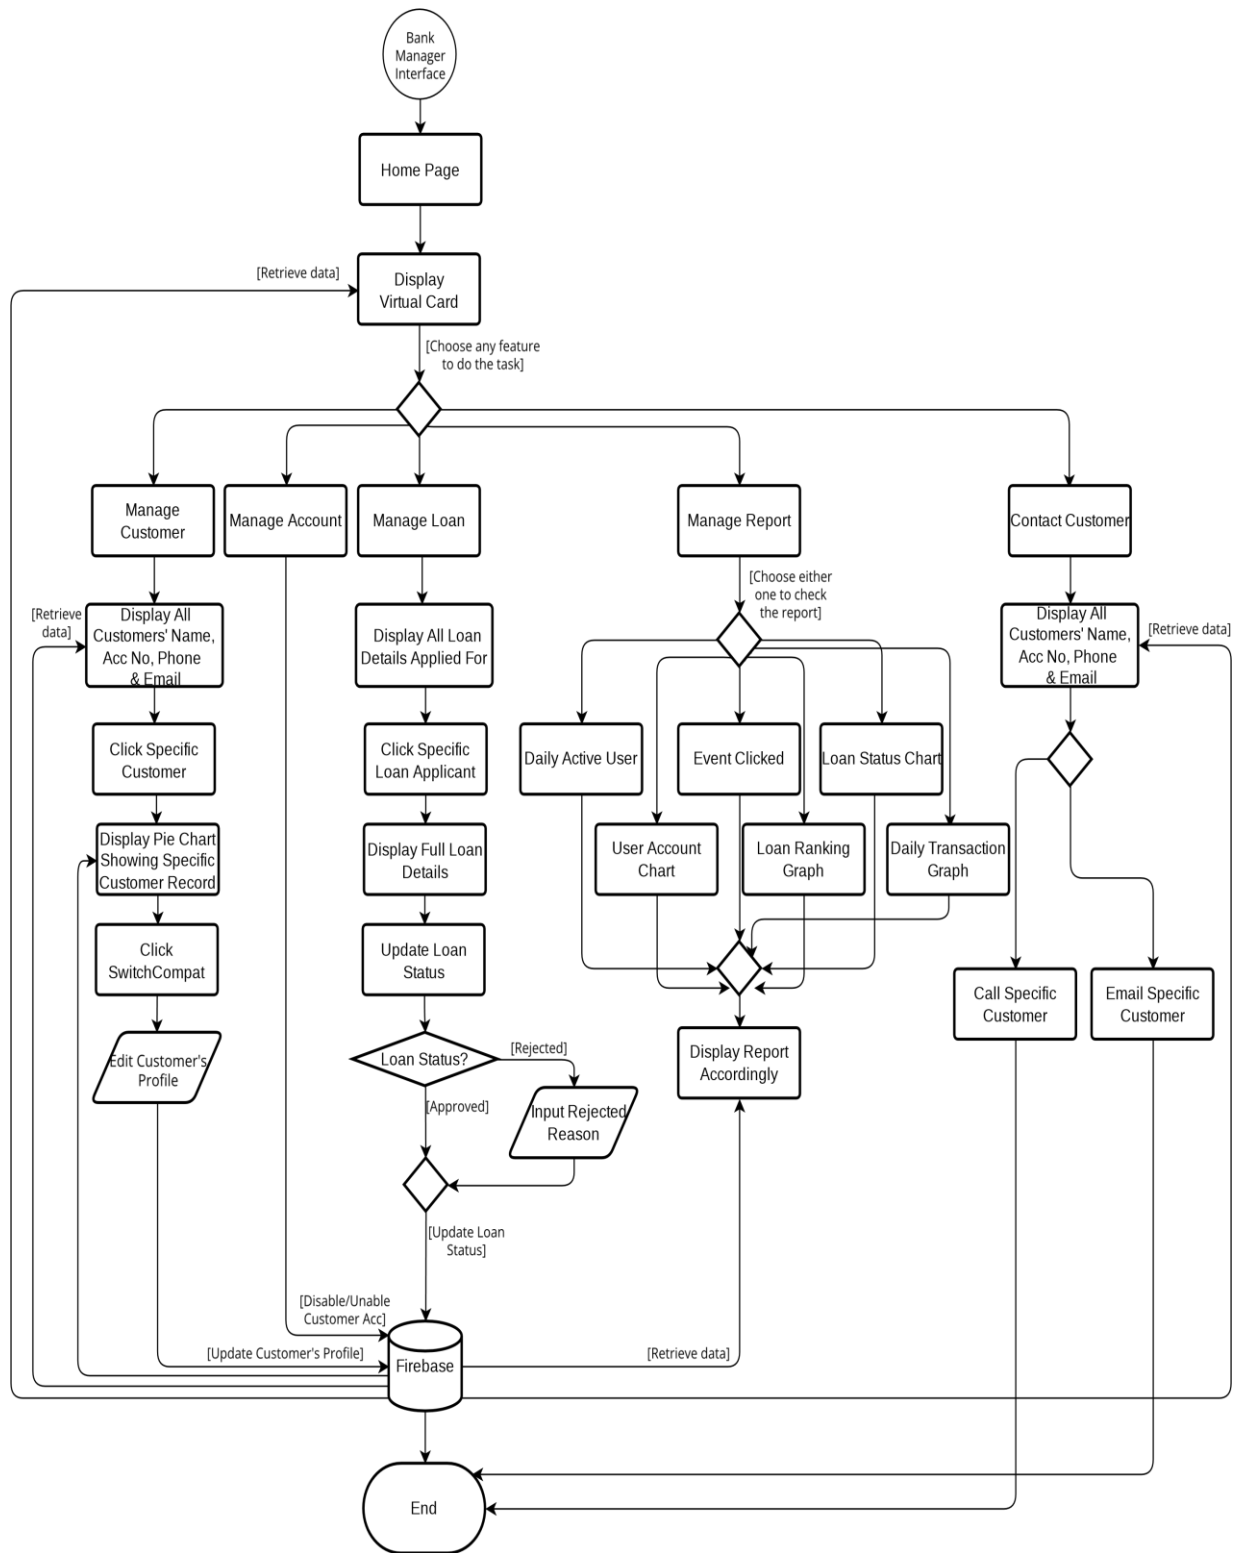 Bank
Manager
Interface
Home Page
[Retrieve data]
Display
Virtual Card
[Choose any feature
to do the task]
Manage
Customer
Manage Account
Manage Loan
Manage Report
Contact Customer
[Retrieve
data]
Display All
Customers' Name,
Acc No, Phone
& Email
Display All Loan
Details Applied For
[Choose either
one to check
the report]
Display All
Customers' Name,
Acc No, Phone
& Email
[Retrieve data]
Click Specific
Customer
Click Specific
Loan Applicant
Daily Active User
Event Clicked
Loan Status Chart
Display Pie Chart
Showing Specific
Customer Record
Display Full Loan
Details
User Account
Chart
Loan Ranking
Graph
Daily Transaction
Graph
Click
SwitchCompat
Update Loan
Status
Call Specific
Customer
Email Specific
Customer
Edit Customer's
Profile
Loan Status?
[Rejected]
Display Report
Accordingly
[Approved]
Input Rejected
Reason
[Update Loan
Status]
[Disable/Unable
Customer Acc]
[Update Customer's Profile]
Firebase
[Retrieve data]
End